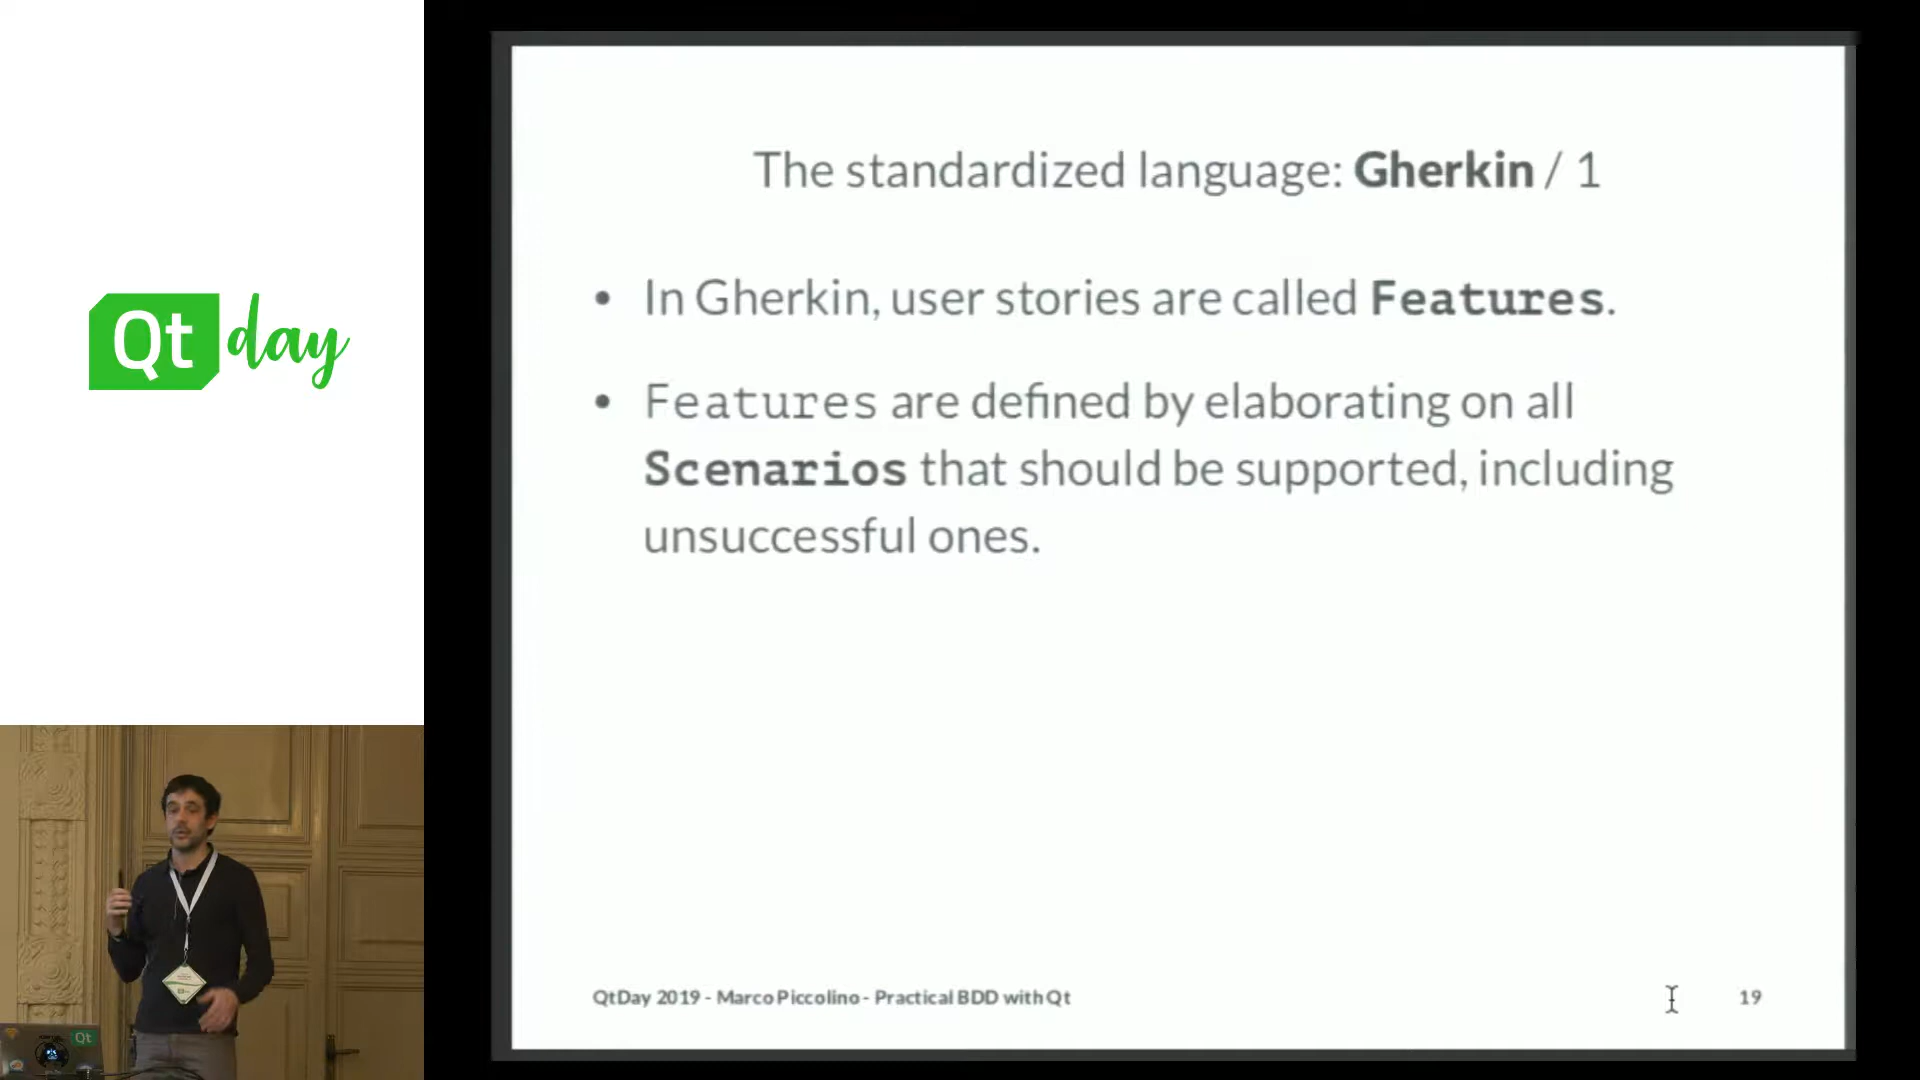 Qt day
The standardized language: Gherkin / 1
• In Gherkin, user stories are called Features.
• Features are defined by elaborating on all
Scenarios that should be supported, including
unsuccessful ones.
QtDay 2019 - Marco Piccolino - Practical BDD with Qt
19
Qt